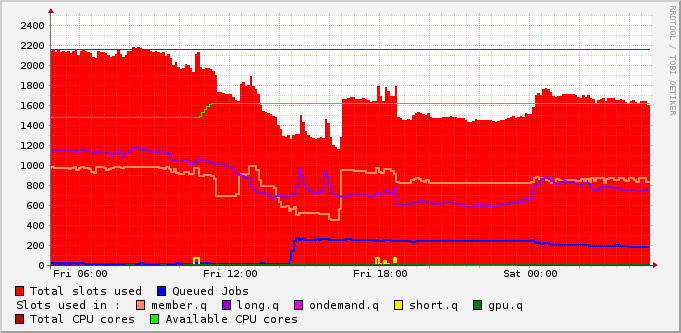 2400
2200
2000
1800
1600
1400
1200
1000
800
600
400
200
0
Fri 06:00 Fri 12:00 Fri 18:00 Sat 00:00
Total slots used Queued Jobs
Slots used in : member.q long.q ondemand.q short.q gpu.q
Total CPU cores Available CPU cores
RRDTOOL / TOBI OETIKER